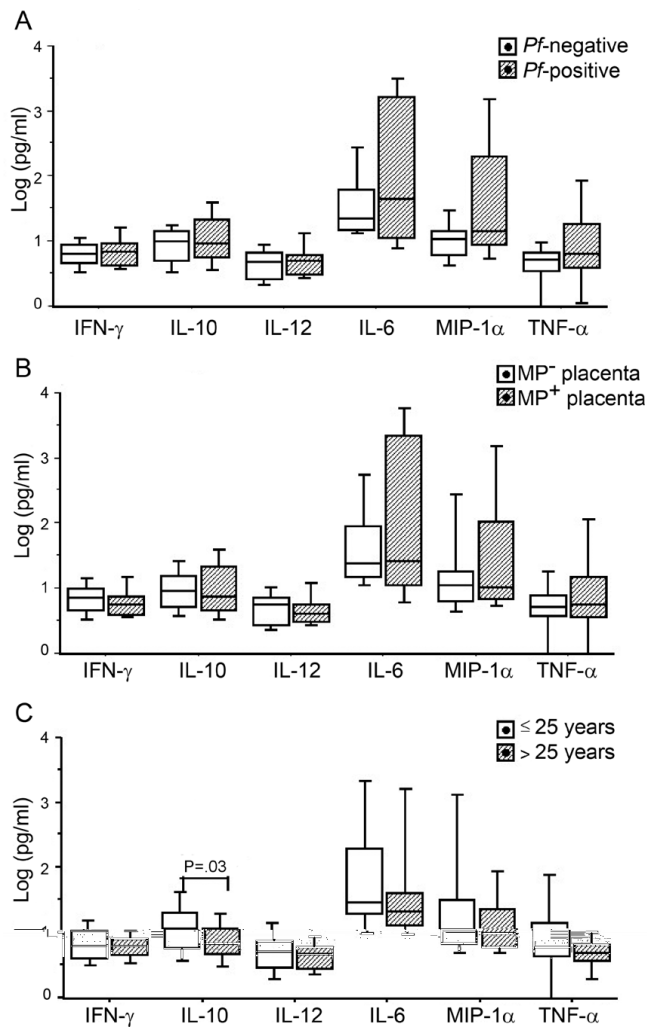 A
Pf-negative
Pf-positive
Log (pg/ml)
4
3
2
1
0
IFN-γ IL-10 IL-12 IL-6 MIP-1α TNF-α
B
MP⁻ placenta
MP⁺ placenta
Log (pg/ml)
4
3
2
1
0
IFN-γ IL-10 IL-12 IL-6 MIP-1α TNF-α
C
≤ 25 years
> 25 years
Log (pg/ml)
4
3
2
P=.03
1
0
IFN-γ IL-10 IL-12 IL-6 MIP-1α TNF-α